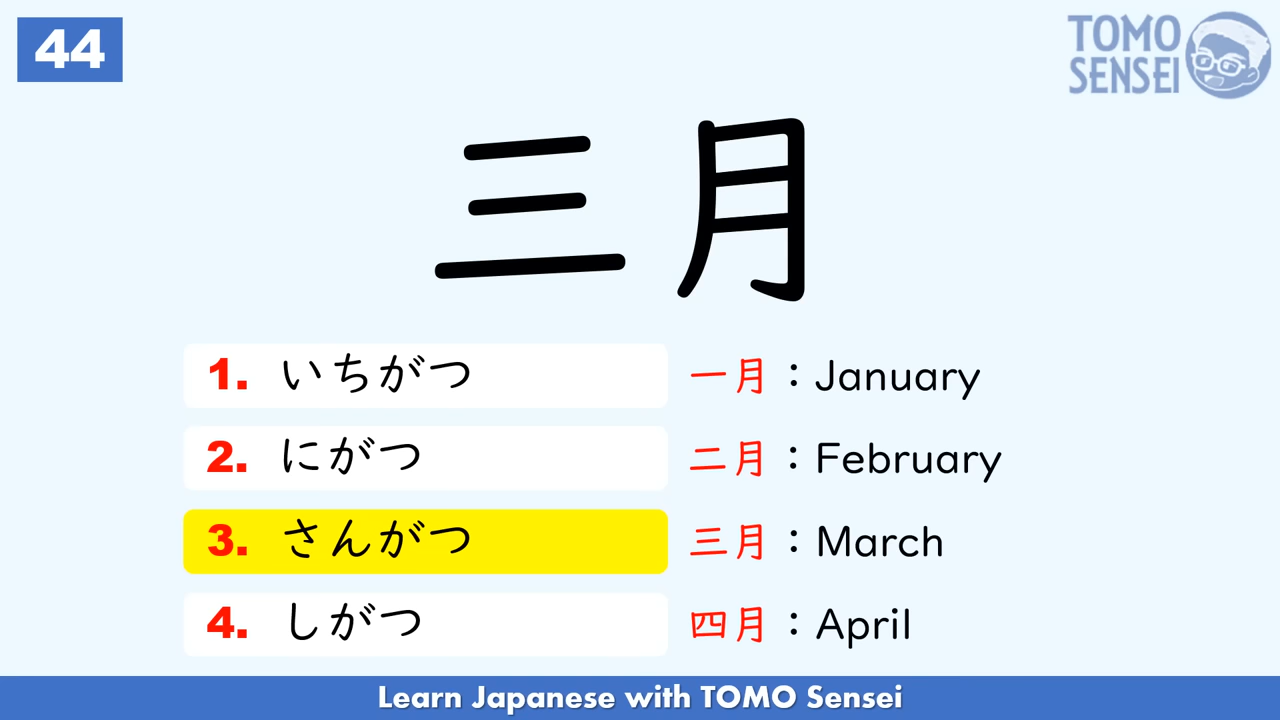 44
TOMO
SENSEI
三月
1. いちがつ 一月：January
2. にがつ 二月：February
3. さんがつ 三月：March
4. しがつ 四月：April
Learn Japanese with TOMO Sensei